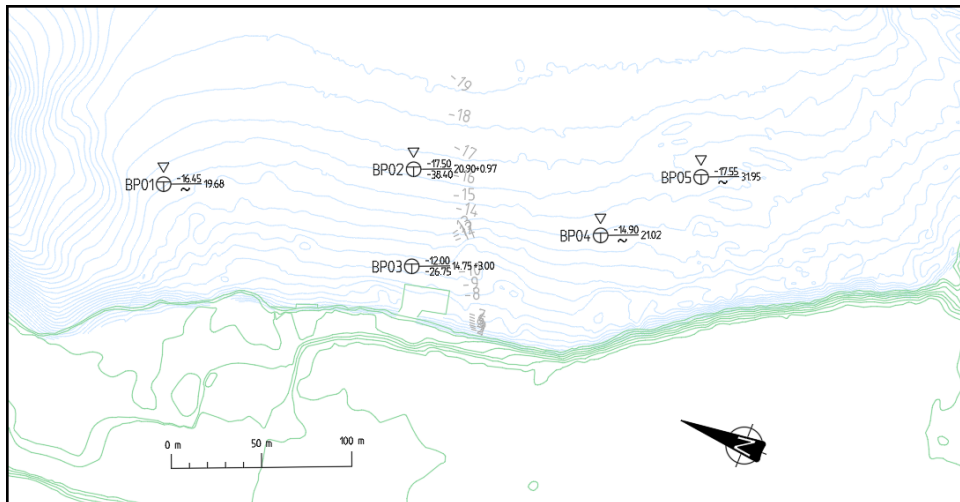 -19
-18
-17
-16
-15
-14
-10
-9
-8
BP01 -16.45 ~ 19.68
BP02 -17.50 -38.40 20.90+0.97
BP05 -17.55 ~ 31.95
BP04 -14.90 ~ 21.02
BP03 -12.00 -26.75 14.75+3.00
0 m 50 m 100 m
N